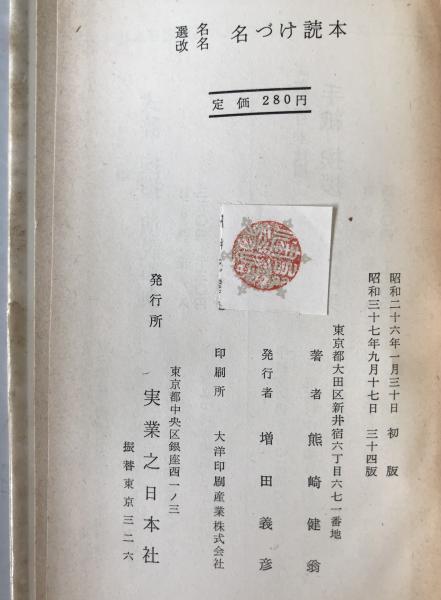 選名
改名
名づけ読本
定価 280円
昭和二十六年一月三十日 初版
昭和三十七年九月十七日 三十四版
東京都大田区新井宿六丁目六七一番地
著者 熊崎健翁
発行者 増田義彦
印刷所 大洋印刷産業株式会社
東京都中央区銀座西一ノ三
発行所 実業之日本社
振替東京三二六